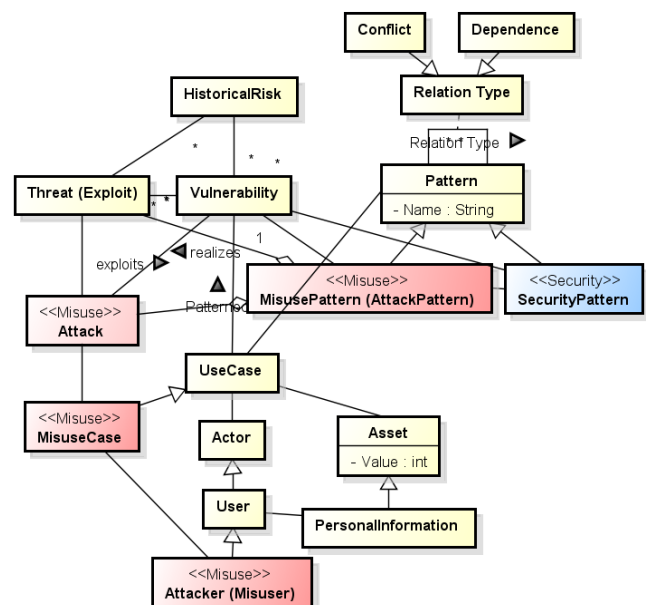 Conflict
Dependence
Relation Type
HistoricalRisk
* * *
Relation Type
* *
Threat (Exploit)
Vulnerability
Pattern
- Name : String
* *
1
exploits
realizes
<<Misuse>>
MisusePattern (AttackPattern)
<<Security>>
SecurityPattern
<<Misuse>>
Attack
UseCase
<<Misuse>>
MisuseCase
Actor
Asset
- Value : int
User
PersonalInformation
<<Misuse>>
Attacker (Misuser)